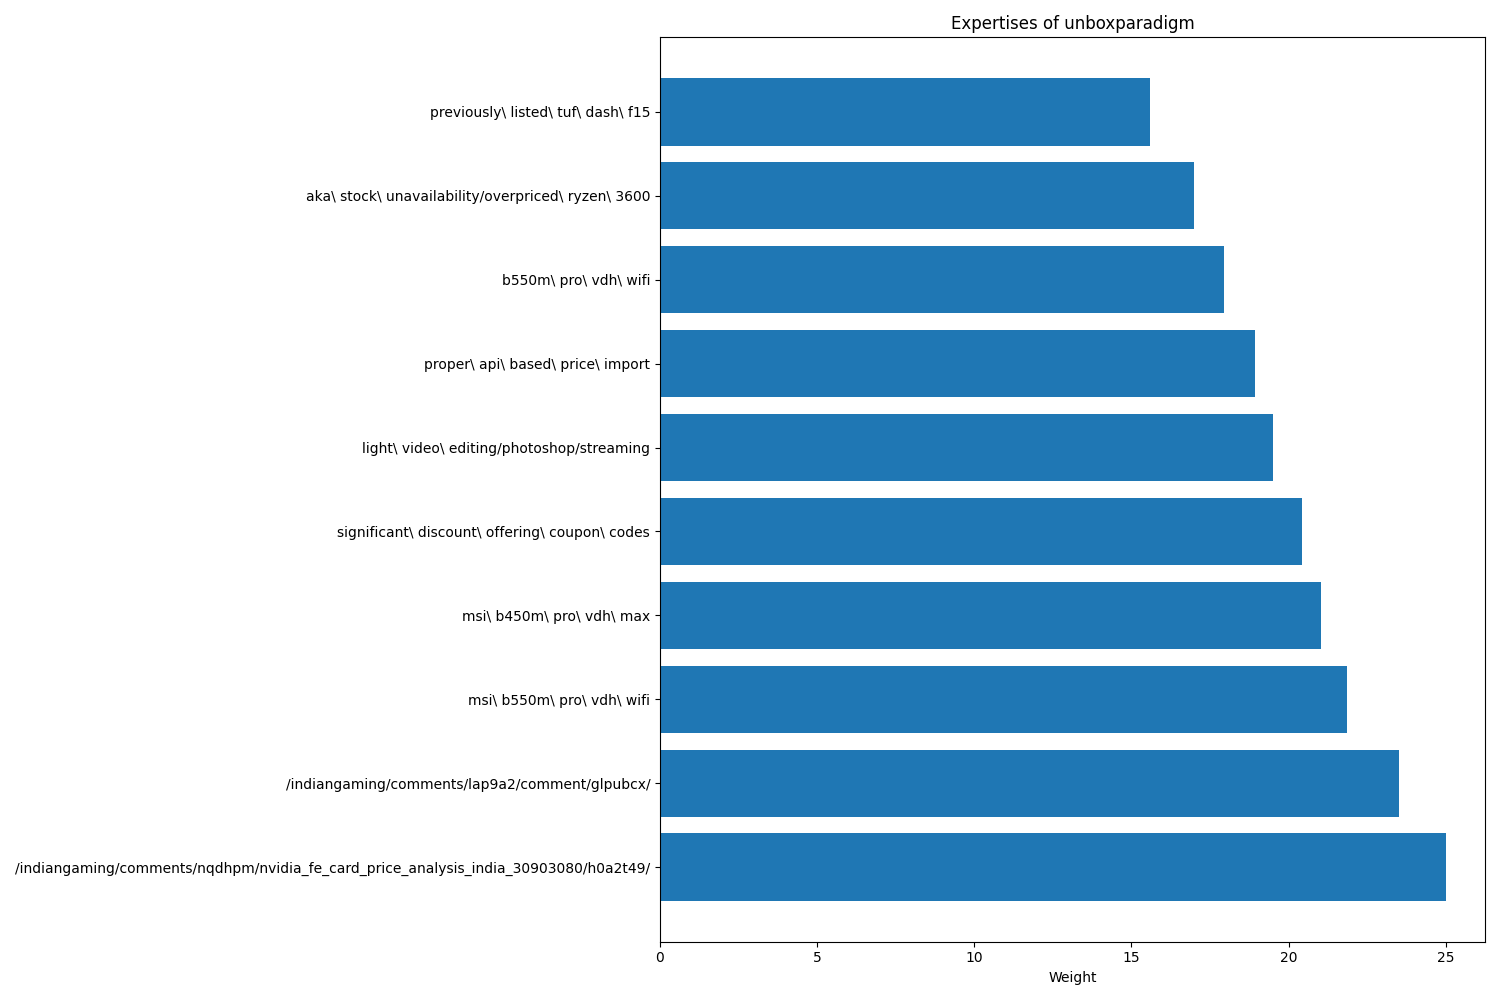 Expertises of unboxparadigm
previously\ listed\ tuf\ dash\ f15
aka\ stock\ unavailability/overpriced\ ryzen\ 3600
b550m\ pro\ vdh\ wifi
proper\ api\ based\ price\ import
light\ video\ editing/photoshop/streaming
significant\ discount\ offering\ coupon\ codes
msi\ b450m\ pro\ vdh\ max
msi\ b550m\ pro\ vdh\ wifi
/indiangaming/comments/lap9a2/comment/glpubcx/
/indiangaming/comments/nqdhpm/nvidia_fe_card_price_analysis_india_30903080/h0a2t49/
0 5 10 15 20 25
Weight